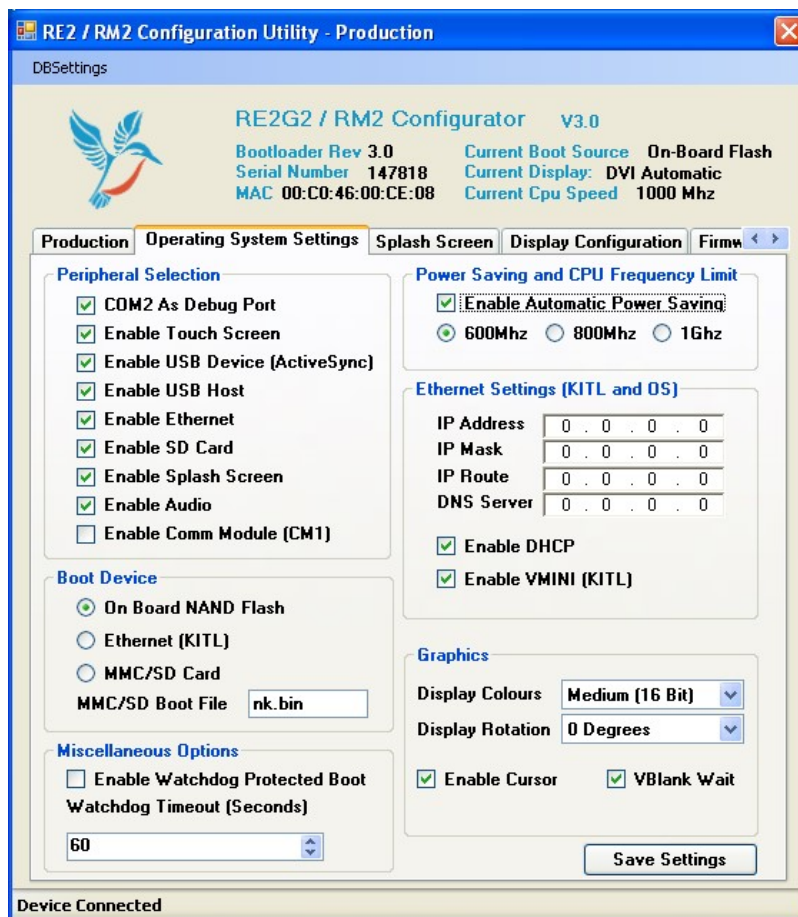 RE2 / RM2 Configuration Utility - Production
DBSettings
RE2G2 / RM2 Configurator V3.0
Bootloader Rev 3.0 Current Boot Source On-Board Flash
Serial Number 147818 Current Display: DVI Automatic
MAC 00:C0:46:00:CE:08 Current Cpu Speed 1000 Mhz
Production Operating System Settings Splash Screen Display Configuration Firmw
Peripheral Selection
COM2 As Debug Port
Enable Touch Screen
Enable USB Device (ActiveSync)
Enable USB Host
Enable Ethernet
Enable SD Card
Enable Splash Screen
Enable Audio
Enable Comm Module (CM1)
Boot Device
On Board NAND Flash
Ethernet (KITL)
MMC/SD Card
MMC/SD Boot File nk.bin
Miscellaneous Options
Enable Watchdog Protected Boot
Watchdog Timeout (Seconds)
60
Power Saving and CPU Frequency Limit
Enable Automatic Power Saving
600Mhz 800Mhz 1Ghz
Ethernet Settings (KITL and OS)
IP Address 0 . 0 . 0 . 0
IP Mask 0 . 0 . 0 . 0
IP Route 0 . 0 . 0 . 0
DNS Server 0 . 0 . 0 . 0
Enable DHCP
Enable VMINI (KITL)
Graphics
Display Colours Medium (16 Bit)
Display Rotation 0 Degrees
Enable Cursor VBlank Wait
Save Settings
Device Connected